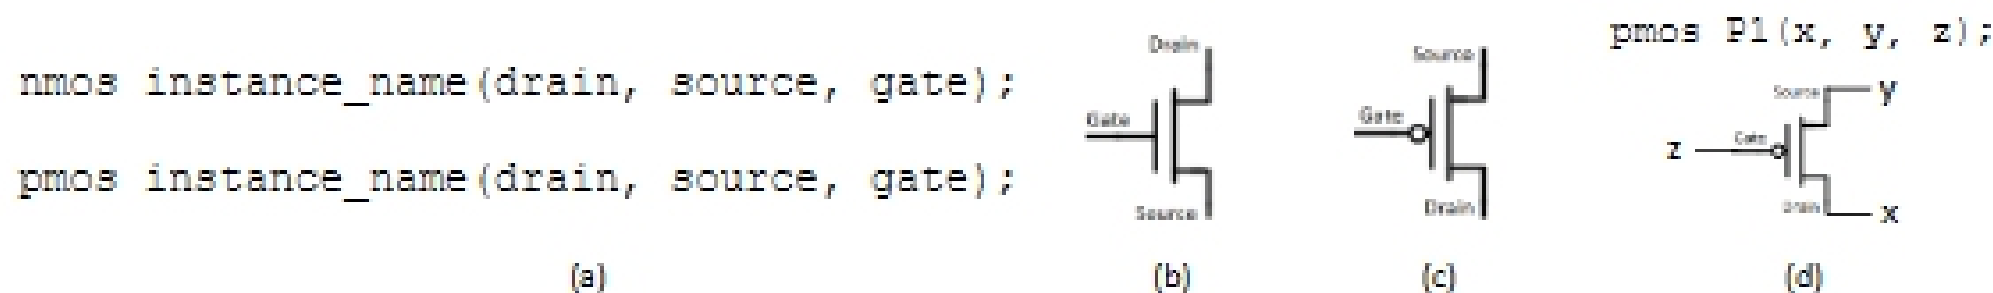 nmos instance_name(drain, source, gate);
pmos instance_name(drain, source, gate);
(a)
Drain
Gate
Source
(b)
Source
Gate
Drain
(c)
pmos P1(x, y, z);
Source
y
Gate
z
Drain
x
(d)